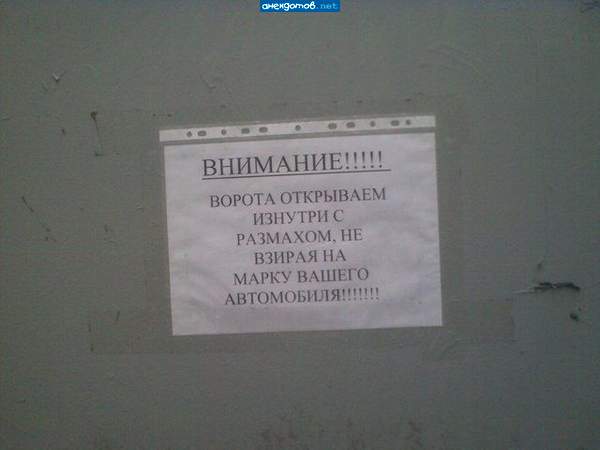 анекдотов.net
ВНИМАНИЕ!!!!!
ВОРОТА ОТКРЫВАЕМ
ИЗНУТРИ С
РАЗМАХОМ, НЕ
ВЗИРАЯ НА
МАРКУ ВАШЕГО
АВТОМОБИЛЯ!!!!!!!